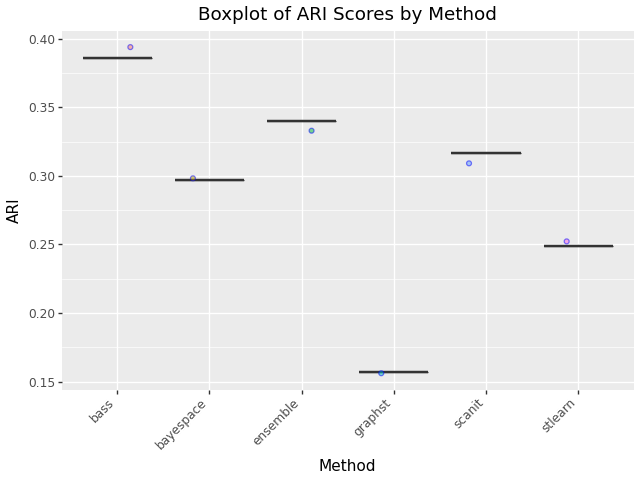 Boxplot of ARI Scores by Method
0.40
0.35
0.30
0.25
0.20
0.15
ARI
bass
bayespace
ensemble
graphst
scanit
stlearn
Method